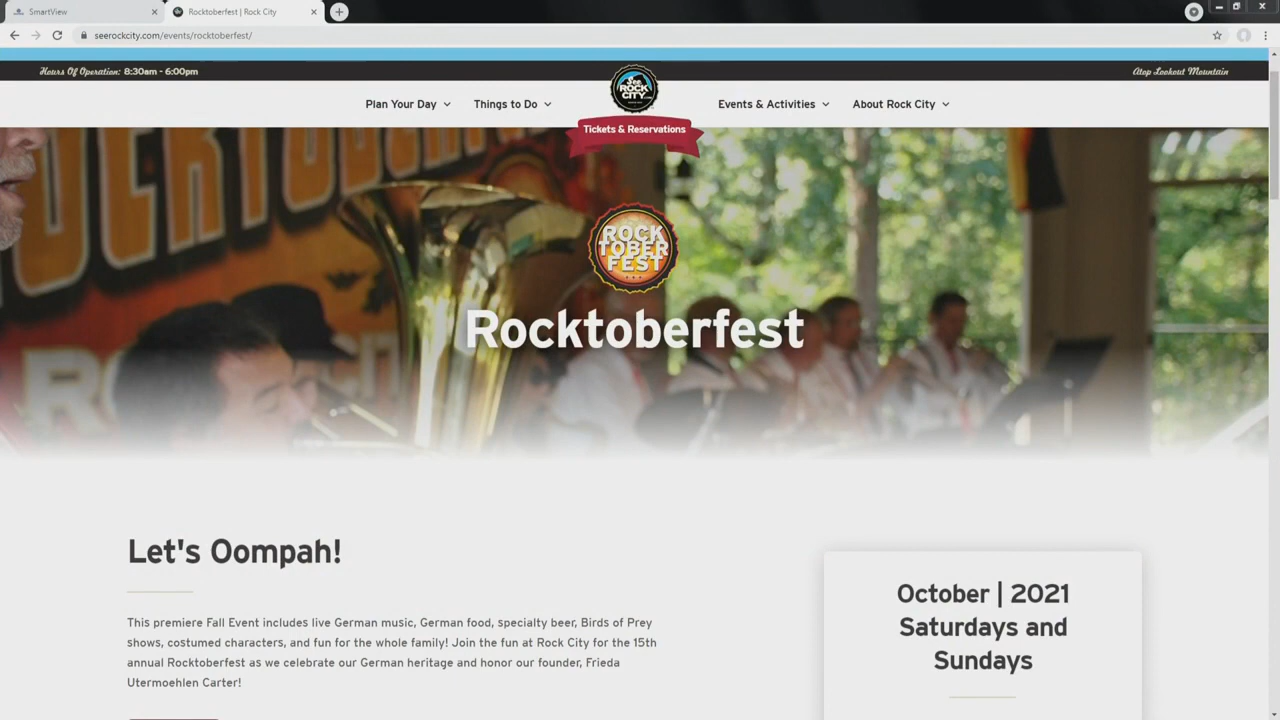 SmartView
Rocktoberfest | Rock City
seerockcity.com/events/rocktoberfest/
Hours Of Operation: 8:30am - 6:00pm
Atop Lookout Mountain
Plan Your Day
Things to Do
See
ROCK
CITY
Events & Activities
About Rock City
Tickets & Reservations
ROCK
TOBER
FEST
Rocktoberfest
Let's Oompah!
This premiere Fall Event includes live German music, German food, specialty beer, Birds of Prey
shows, costumed characters, and fun for the whole family! Join the fun at Rock City for the 15th
annual Rocktoberfest as we celebrate our German heritage and honor our founder, Frieda
Utermoehlen Carter!
October | 2021
Saturdays and
Sundays